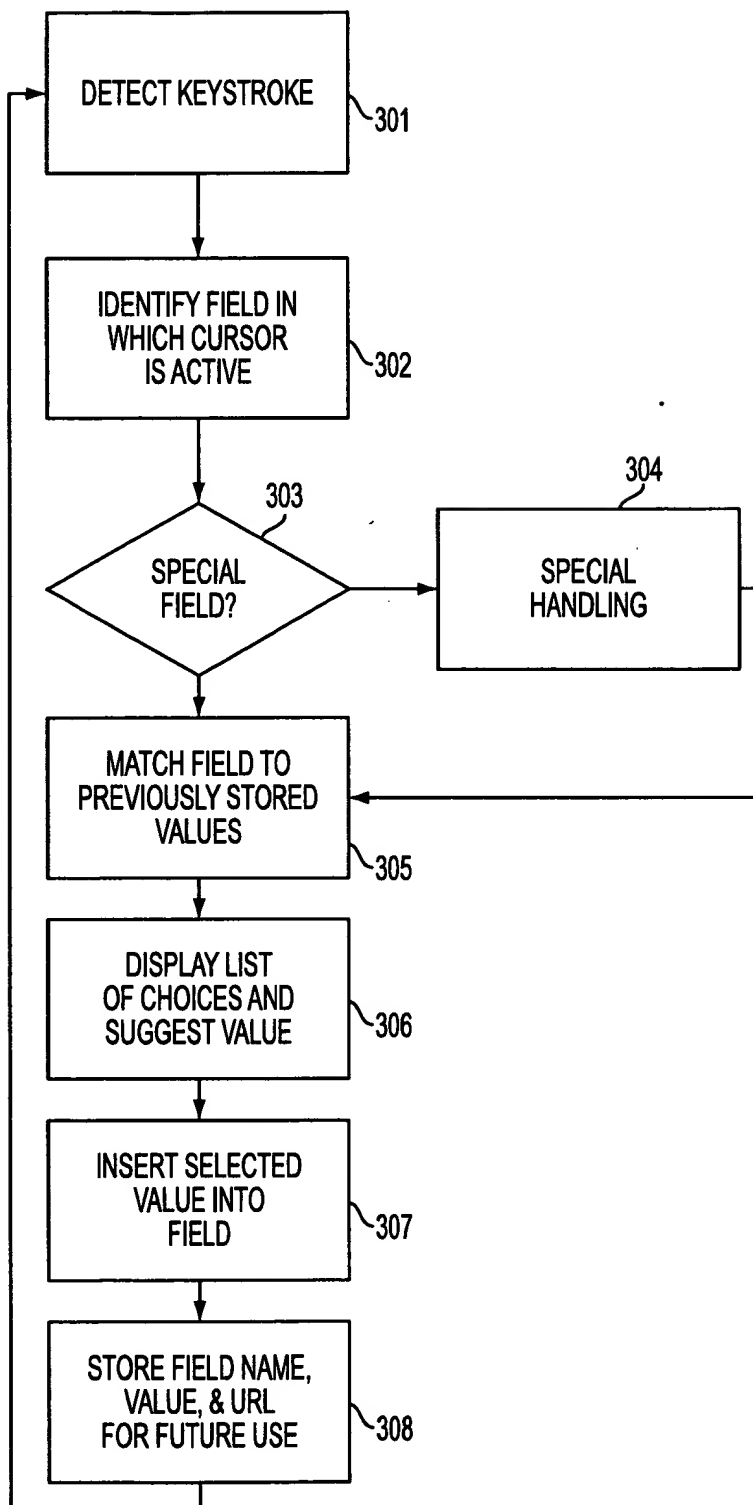 DETECT KEYSTROKE
301
IDENTIFY FIELD IN
WHICH CURSOR
IS ACTIVE
302
303
SPECIAL
FIELD?
304
SPECIAL
HANDLING
MATCH FIELD TO
PREVIOUSLY STORED
VALUES
305
DISPLAY LIST
OF CHOICES AND
SUGGEST VALUE
306
INSERT SELECTED
VALUE INTO
FIELD
307
STORE FIELD NAME,
VALUE, & URL
FOR FUTURE USE
308